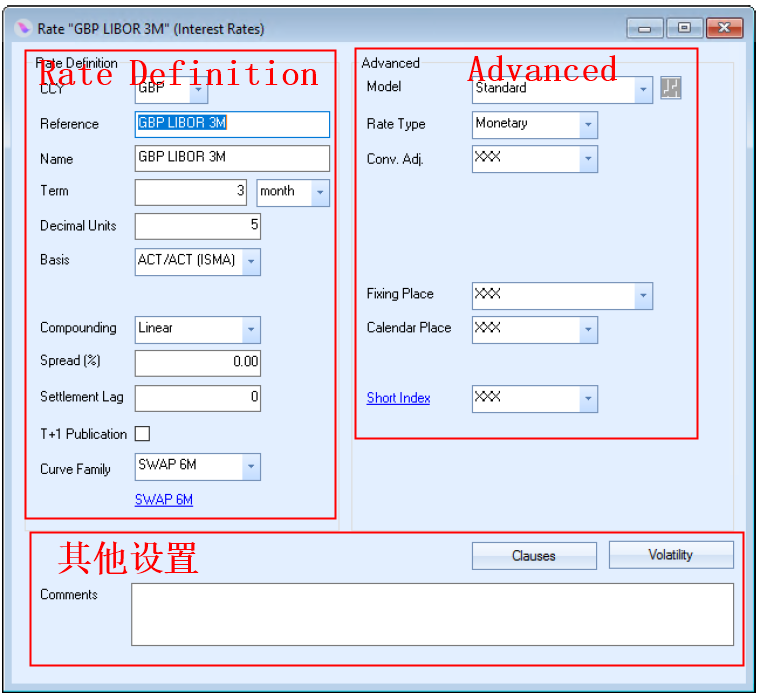 Rate "GBP LIBOR 3M" (Interest Rates)
Rate Definition
Rate Definition
CCY GBP
Reference GBP LIBOR 3M
Name GBP LIBOR 3M
Term 3 month
Decimal Units 5
Basis ACT/ACT (ISMA)
Compounding Linear
Spread (%) 0.00
Settlement Lag 0
T+1 Publication
Curve Family SWAP 6M
SWAP 6M
Advanced
Advanced
Model Standard
Rate Type Monetary
Conv. Adj. XXX
Fixing Place XXX
Calendar Place XXX
Short Index XXX
其他设置
Clauses Volatility
Comments